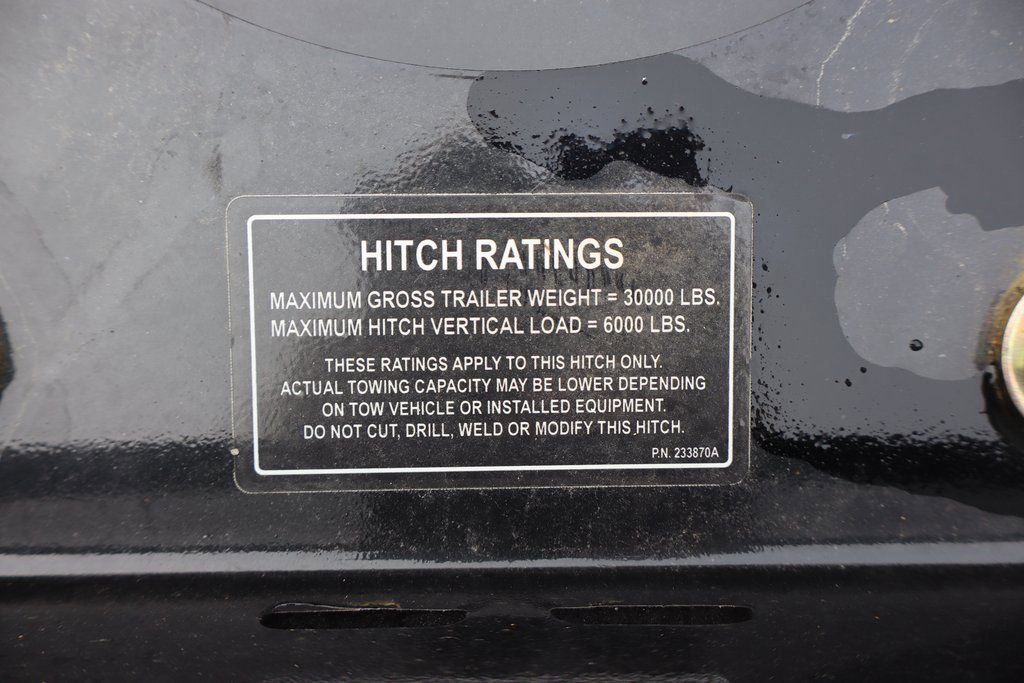 HITCH RATINGS
MAXIMUM GROSS TRAILER WEIGHT = 30000 LBS.
MAXIMUM HITCH VERTICAL LOAD = 6000 LBS.
THESE RATINGS APPLY TO THIS HITCH ONLY.
ACTUAL TOWING CAPACITY MAY BE LOWER DEPENDING
ON TOW VEHICLE OR INSTALLED EQUIPMENT.
DO NOT CUT, DRILL, WELD OR MODIFY THIS HITCH.
P.N. 233870A